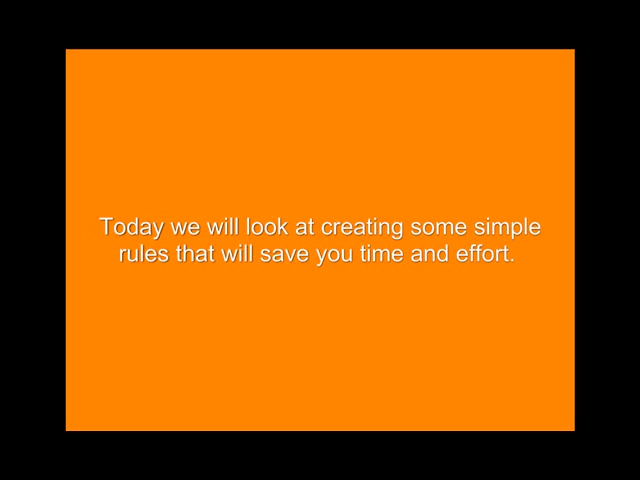 Today we will look at creating some simple
rules that will save you time and effort.